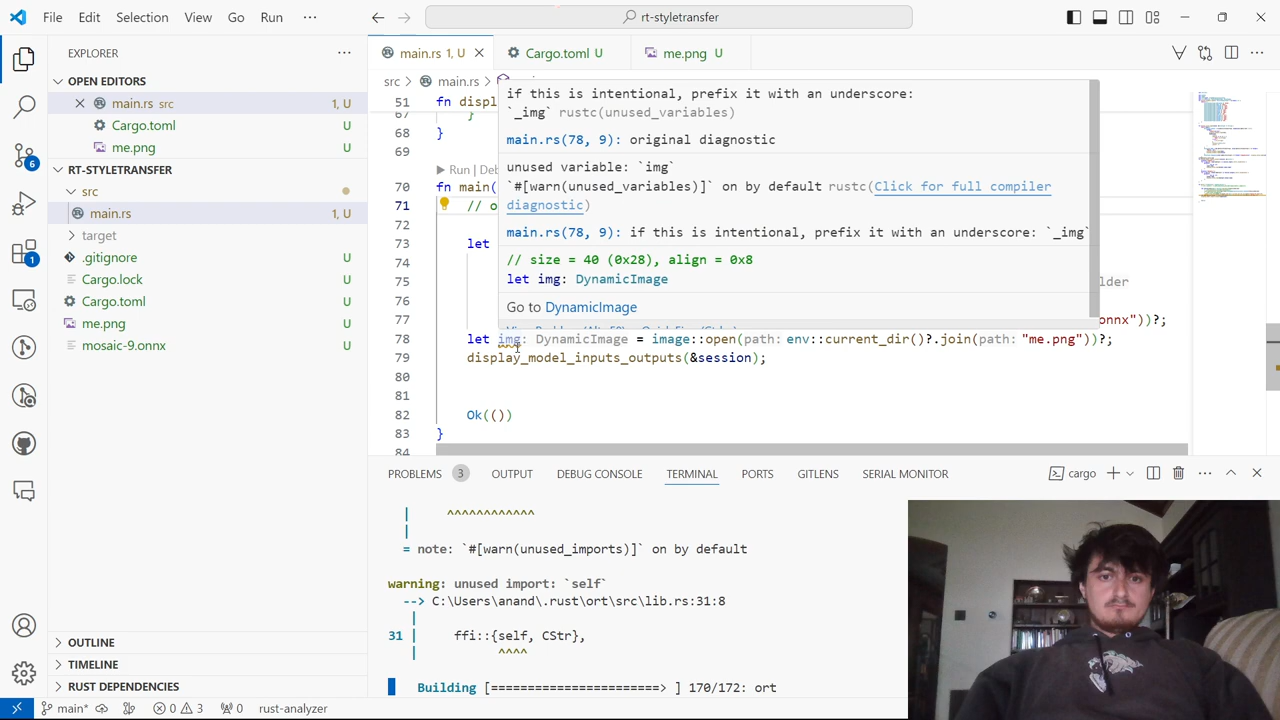 File Edit Selection View Go Run ···
rt-styletransfer
EXPLORER
main.rs 1, U
Cargo.toml U
me.png U
OPEN EDITORS
main.rs src 1, U
Cargo.toml U
me.png U
RT-STYLETRANSFER
src
main.rs 1, U
target
.gitignore U
Cargo.lock U
Cargo.toml U
me.png U
mosaic-9.onnx U
OUTLINE
TIMELINE
RUST DEPENDENCIES
src > main.rs >
51 fn displ
67 }
68 }
69
Run | Deb
70 fn main(
71 // o
72
73 let
74
75 lder
76
77 onnx"))?;
78 let img: DynamicImage = image::open(path: env::current_dir()?.join(path: "me.png"))?;
79 display_model_inputs_outputs(&session);
80
81
82 Ok(())
83 }
84
if this is intentional, prefix it with an underscore:
`_img` rustc(unused_variables)
main.rs(78, 9): original diagnostic
used variable: `img`
#[warn(unused_variables)]` on by default rustc(Click for full compiler
diagnostic)
main.rs(78, 9): if this is intentional, prefix it with an underscore: `_img`
// size = 40 (0x28), align = 0x8
let img: DynamicImage
Go to DynamicImage
PROBLEMS 3 OUTPUT DEBUG CONSOLE TERMINAL PORTS GITLENS SERIAL MONITOR
cargo
| ^^^^^^^^^^^^
|
= note: `#[warn(unused_imports)]` on by default
warning: unused import: `self`
--> C:\Users\anand\.rust\ort\src\lib.rs:31:8
|
31 | ffi::{self, CStr},
| ^^^^
Building [=======================> ] 170/172: ort
6
1
main* 0 3 0 rust-analyzer